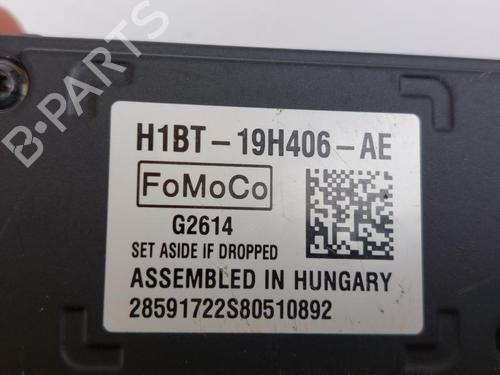 B-PARTS
H1BT-19H406-AE
FoMoCo
G2614
SET ASIDE IF DROPPED
ASSEMBLED IN HUNGARY
28591722S80510892